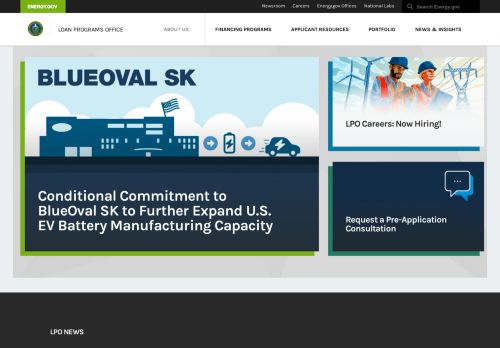 ENERGY.GOV
Newsroom Careers Energy.gov Offices National Labs Search Energy.gov
LOAN PROGRAMS OFFICE
ABOUT US FINANCING PROGRAMS APPLICANT RESOURCES PORTFOLIO NEWS & INSIGHTS
BLUEOVAL SK
Conditional Commitment to
BlueOval SK to Further Expand U.S.
EV Battery Manufacturing Capacity
LPO Careers: Now Hiring!
Request a Pre-Application
Consultation
LPO NEWS